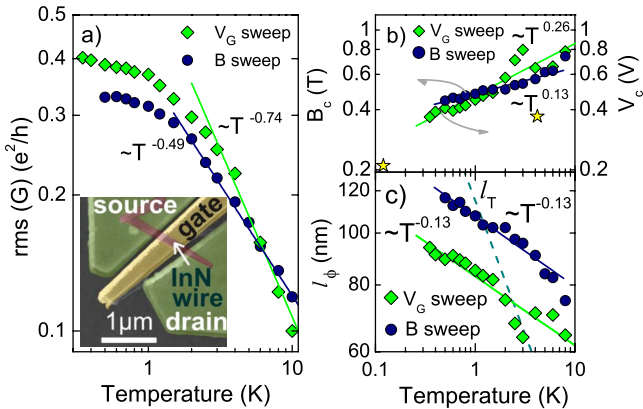 a)
V_G sweep
B sweep
0.5
0.4
0.3
0.2
0.1
rms (G) (e²/h)
~T^-0.74
~T^-0.49
source
gate
InN
wire
drain
1µm
0.1
1
10
Temperature (K)
b)
V_G sweep
B sweep
~T^0.26
~T^0.13
0.8
0.4
0.2
B_c (T)
0.8
0.6
0.4
0.2
V_c (V)
c)
l_T
~T^-0.13
~T^-0.13
120
100
80
60
l_ϕ (nm)
V_G sweep
B sweep
0.1
1
10
Temperature (K)